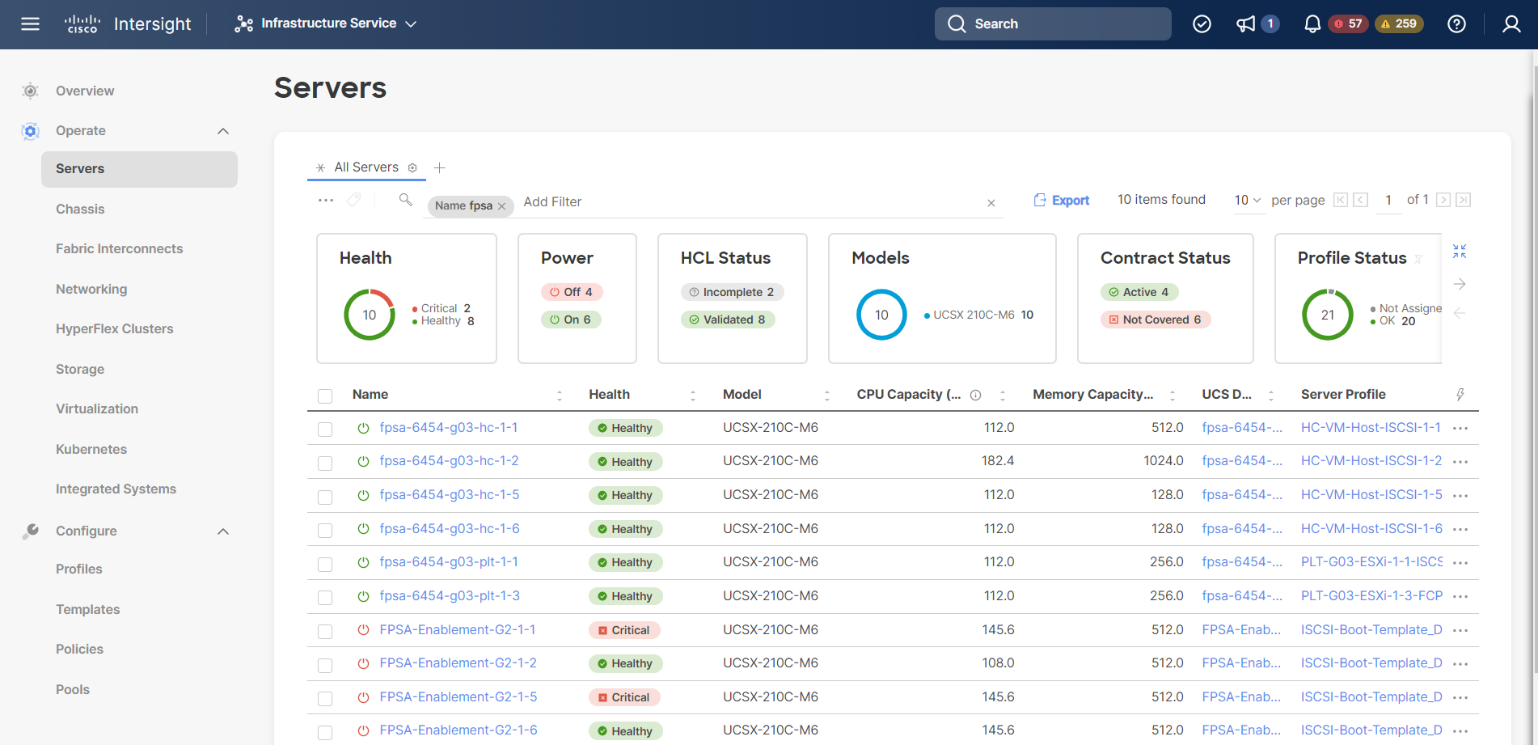 CISCO Intersight Infrastructure Service Search 1 57 259
Overview
Operate
Servers
Chassis
Fabric Interconnects
Networking
HyperFlex Clusters
Storage
Virtualization
Kubernetes
Integrated Systems
Configure
Profiles
Templates
Policies
Pools
Servers
All Servers
Name fpsa Add Filter Export 10 items found 10 per page 1 of 1
Health
10
Critical 2
Healthy 8
Power
Off 4
On 6
HCL Status
Incomplete 2
Validated 8
Models
10
UCSX 210C-M6 10
Contract Status
Active 4
Not Covered 6
Profile Status
21
Not Assigne
OK 20
Name Health Model CPU Capacity (... Memory Capacity... UCS D... Server Profile
fpsa-6454-g03-hc-1-1 Healthy UCSX-210C-M6 112.0 512.0 fpsa-6454-... HC-VM-Host-ISCSI-1-1 ...
fpsa-6454-g03-hc-1-2 Healthy UCSX-210C-M6 182.4 1024.0 fpsa-6454-... HC-VM-Host-ISCSI-1-2 ...
fpsa-6454-g03-hc-1-5 Healthy UCSX-210C-M6 112.0 128.0 fpsa-6454-... HC-VM-Host-ISCSI-1-5 ...
fpsa-6454-g03-hc-1-6 Healthy UCSX-210C-M6 112.0 128.0 fpsa-6454-... HC-VM-Host-ISCSI-1-6 ...
fpsa-6454-g03-plt-1-1 Healthy UCSX-210C-M6 112.0 256.0 fpsa-6454-... PLT-G03-ESXi-1-1-ISCS ...
fpsa-6454-g03-plt-1-3 Healthy UCSX-210C-M6 112.0 256.0 fpsa-6454-... PLT-G03-ESXi-1-3-FCP ...
FPSA-Enablement-G2-1-1 Critical UCSX-210C-M6 145.6 512.0 FPSA-Enab... ISCSI-Boot-Template_D ...
FPSA-Enablement-G2-1-2 Healthy UCSX-210C-M6 108.0 512.0 FPSA-Enab... ISCSI-Boot-Template_D ...
FPSA-Enablement-G2-1-5 Critical UCSX-210C-M6 145.6 512.0 FPSA-Enab... ISCSI-Boot-Template_D ...
FPSA-Enablement-G2-1-6 Healthy UCSX-210C-M6 145.6 512.0 FPSA-Enab... ISCSI-Boot-Template_D ...